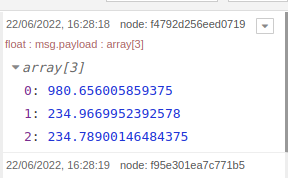 22/06/2022, 16:28:18 node: f4792d256eed0719
float : msg.payload : array[3]
array[3]
0: 980.656005859375
1: 234.9669952392578
2: 234.78900146484375
22/06/2022, 16:28:19 node: f95e301ea7c771b5